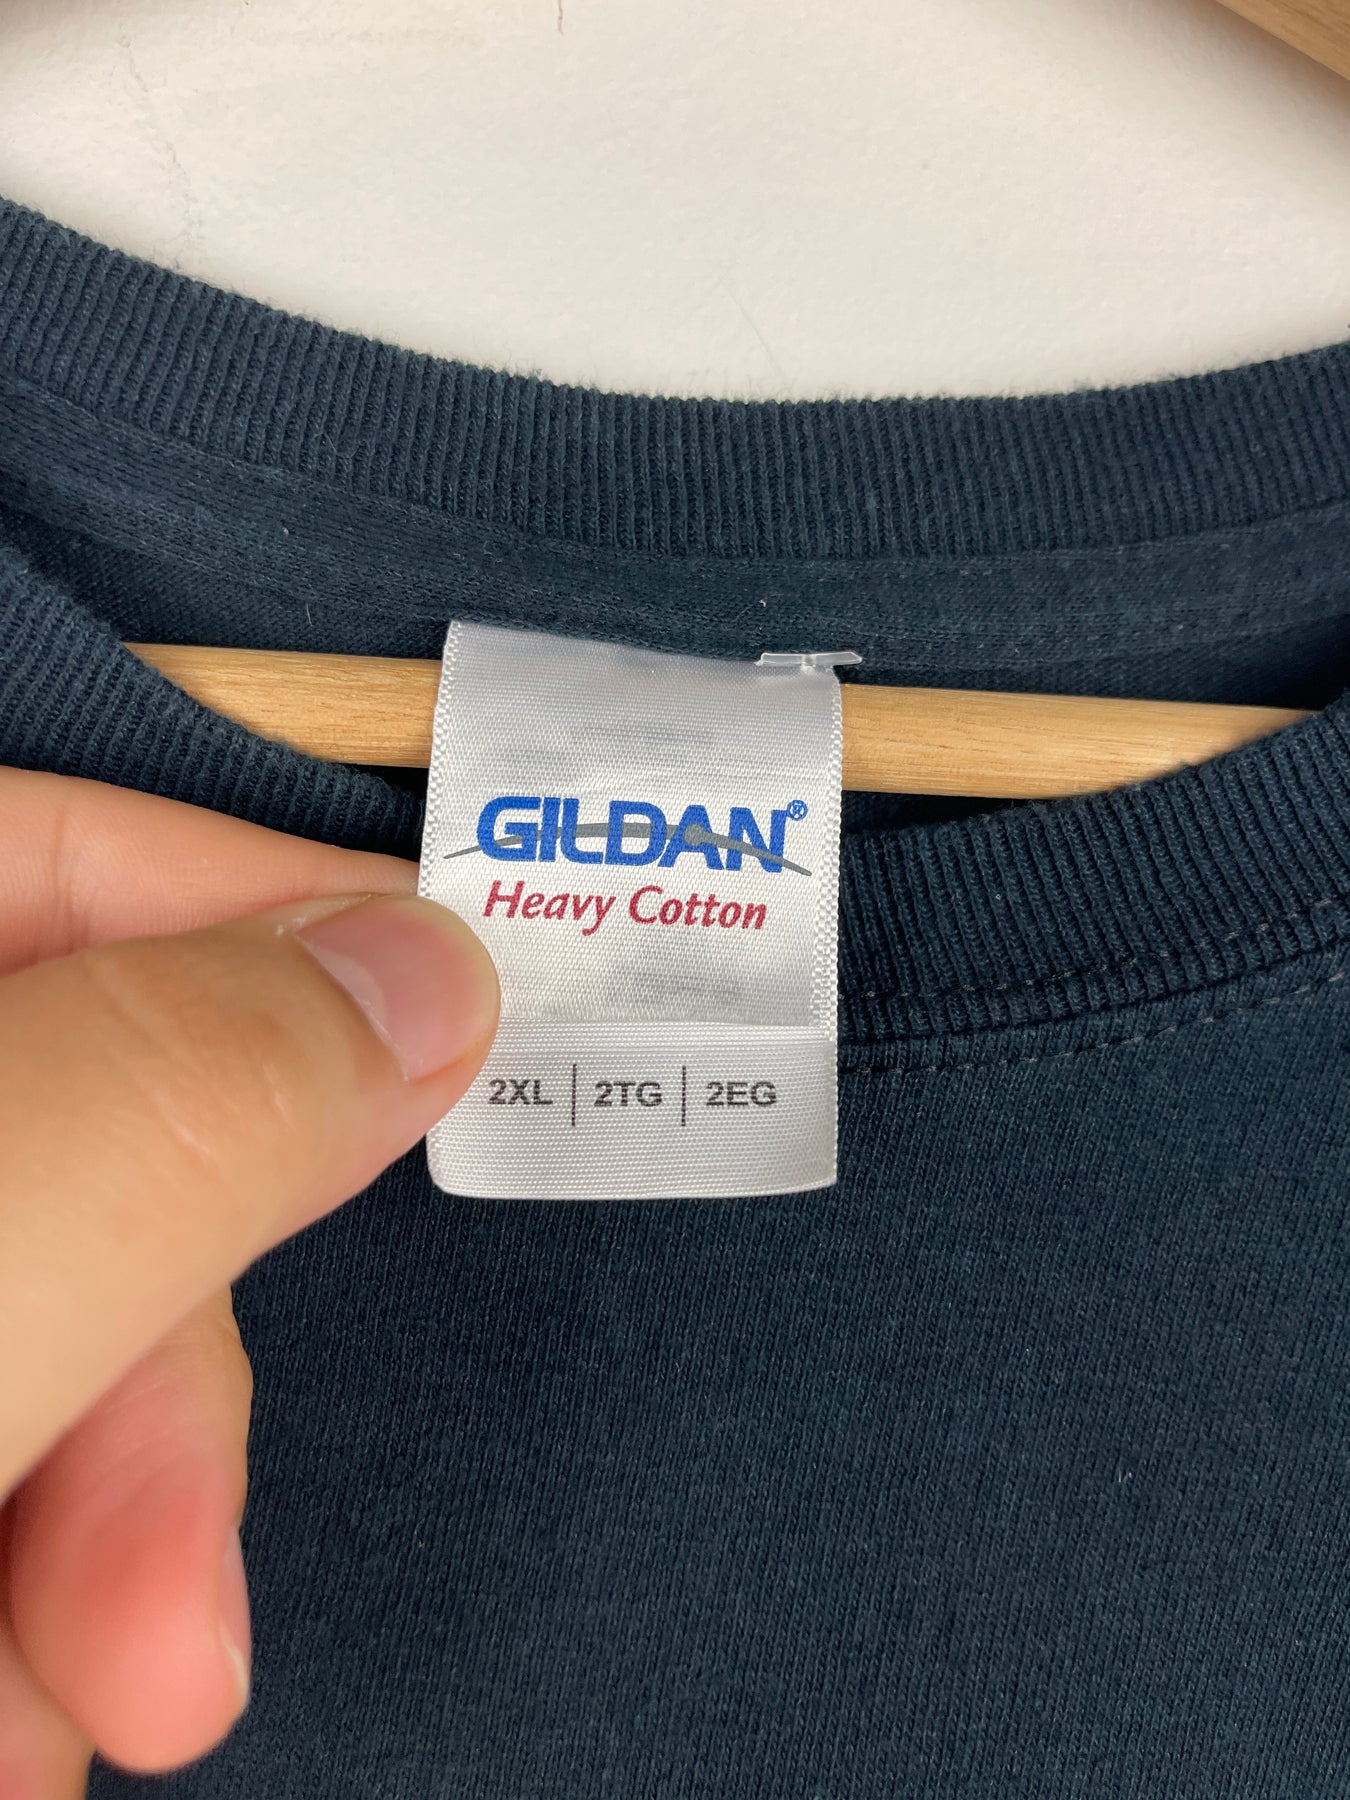 GILDAN®
Heavy Cotton
2XL | 2TG | 2EG